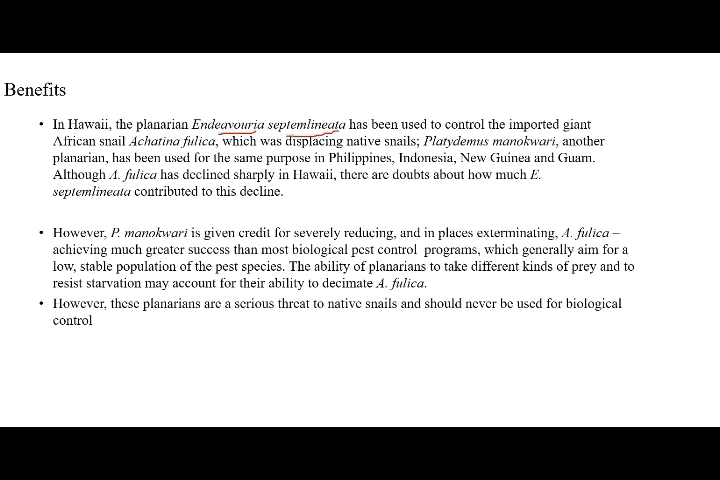 Benefits
• In Hawaii, the planarian Endeavouria septemlineata has been used to control the imported giant
African snail Achatina fulica, which was displacing native snails; Platydemus manokwari, another
planarian, has been used for the same purpose in Philippines, Indonesia, New Guinea and Guam.
Although A. fulica has declined sharply in Hawaii, there are doubts about how much E.
septemlineata contributed to this decline.
• However, P. manokwari is given credit for severely reducing, and in places exterminating, A. fulica –
achieving much greater success than most biological pest control programs, which generally aim for a
low, stable population of the pest species. The ability of planarians to take different kinds of prey and to
resist starvation may account for their ability to decimate A. fulica.
• However, these planarians are a serious threat to native snails and should never be used for biological
control